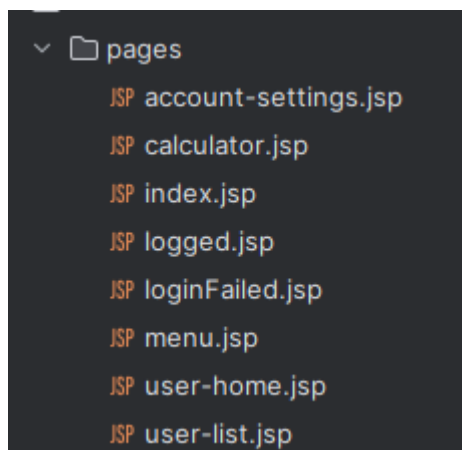 pages
JSP account-settings.jsp
JSP calculator.jsp
JSP index.jsp
JSP logged.jsp
JSP loginFailed.jsp
JSP menu.jsp
JSP user-home.jsp
JSP user-list.jsp